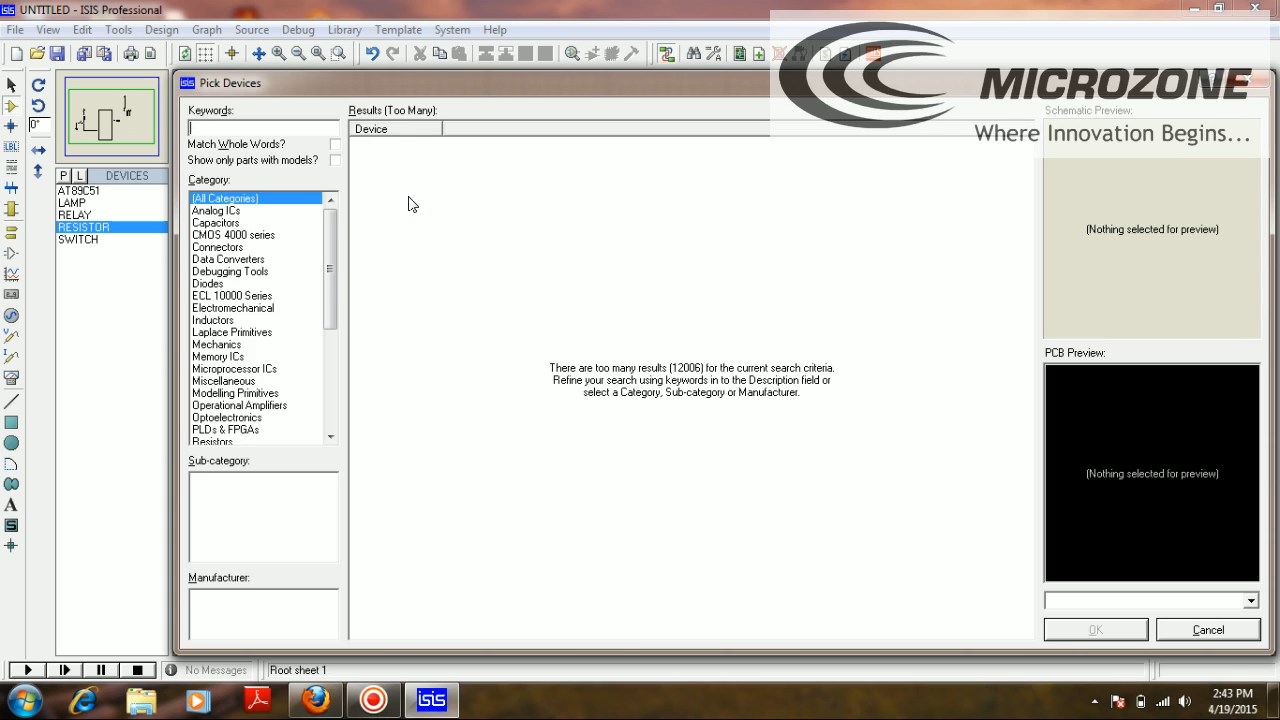 UNTITLED - ISIS Professional
File View Edit Tools Design Graph Source Debug Library Template System Help
MICROZONE
Where Innovation Begins...
Pick Devices
Keywords:
Match Whole Words?
Show only parts with models?
Category:
(All Categories)
Analog ICs
Capacitors
CMOS 4000 series
Connectors
Data Converters
Debugging Tools
Diodes
ECL 10000 Series
Electromechanical
Inductors
Laplace Primitives
Mechanics
Memory ICs
Microprocessor ICs
Miscellaneous
Modelling Primitives
Operational Amplifiers
Optoelectronics
PLDs & FPGAs
Resistors
Sub-category:
Manufacturer:
Results (Too Many):
Device
There are too many results (12006) for the current search criteria.
Refine your search using keywords in to the Description field or
select a Category, Sub-category or Manufacturer.
Schematic Preview:
(Nothing selected for preview)
PCB Preview:
(Nothing selected for preview)
OK
Cancel
0°
LBL
P L DEVICES
AT89C51
LAMP
RELAY
RESISTOR
SWITCH
A
S
No Messages
Root sheet 1
isis
2:43 PM
4/19/2015